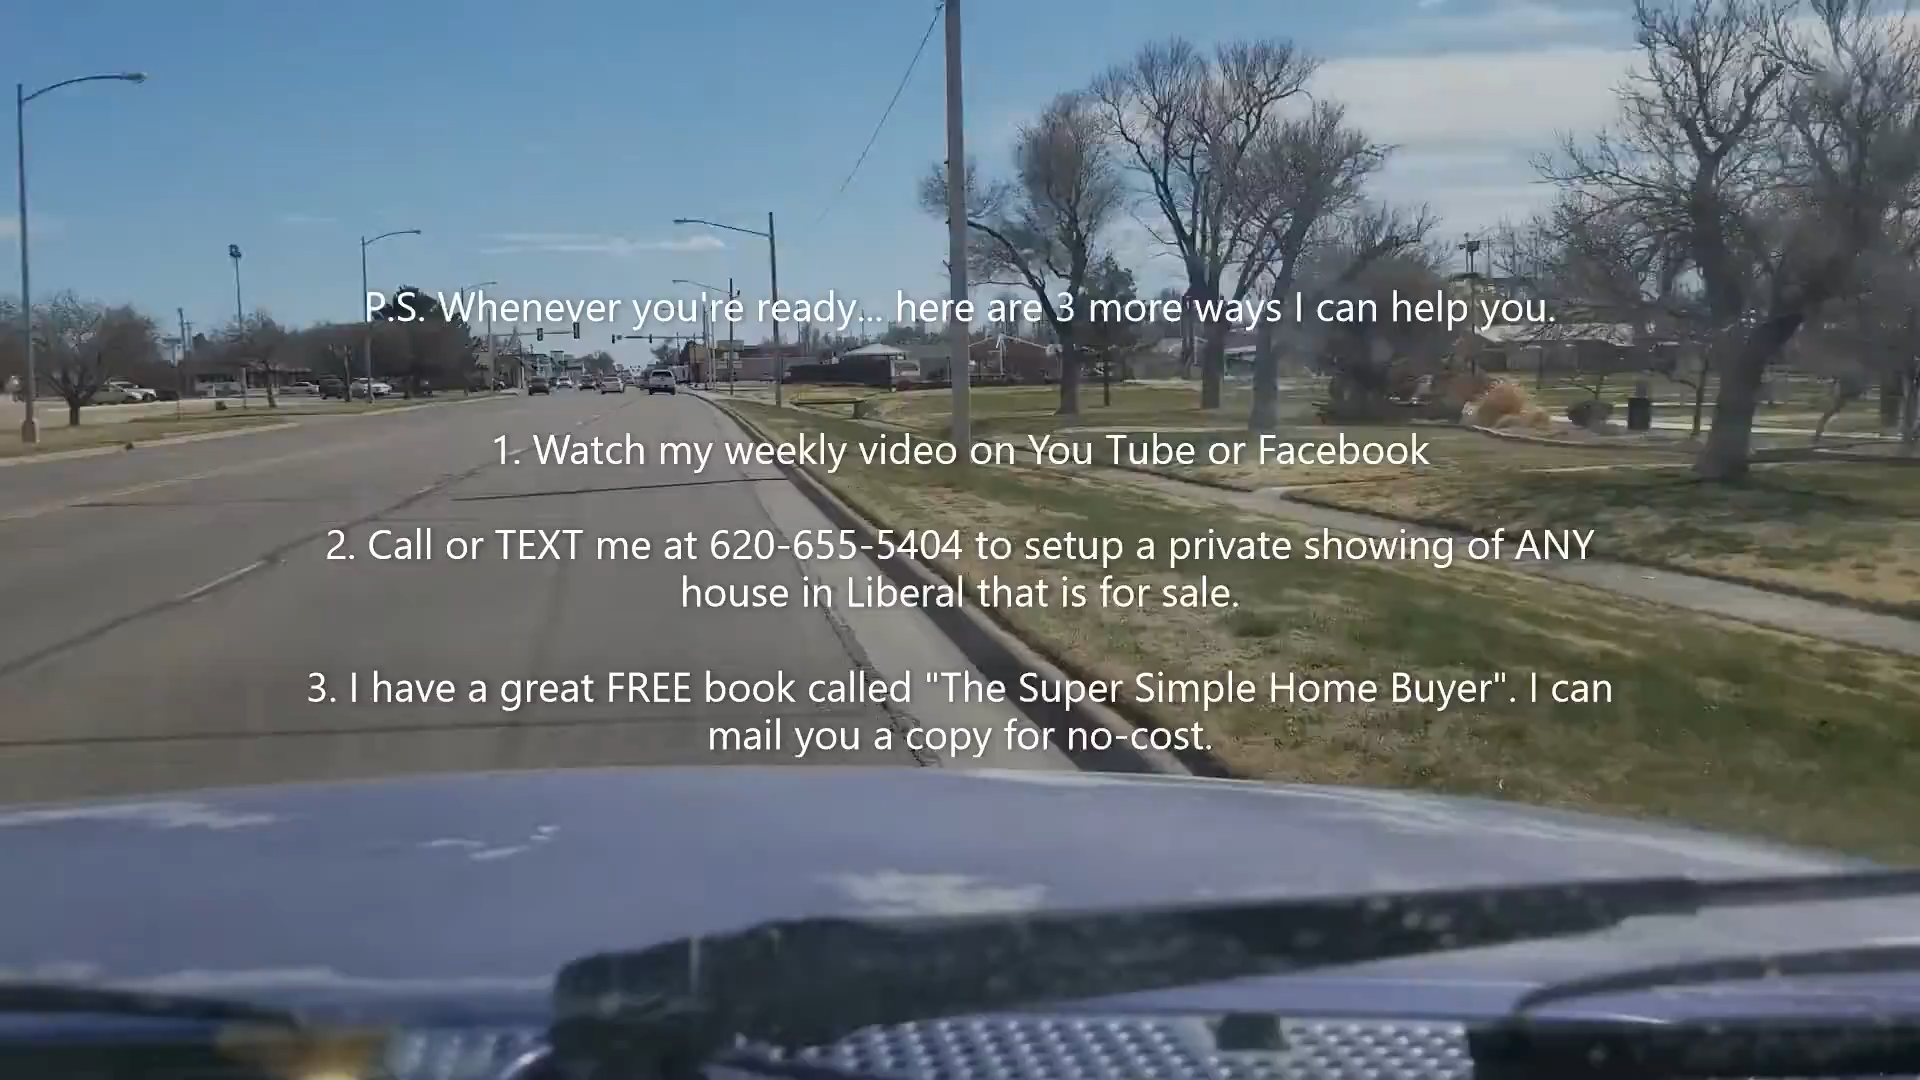 P.S. Whenever you're ready... here are 3 more ways I can help you.
1. Watch my weekly video on You Tube or Facebook
2. Call or TEXT me at 620-655-5404 to setup a private showing of ANY
house in Liberal that is for sale.
3. I have a great FREE book called "The Super Simple Home Buyer". I can
mail you a copy for no-cost.